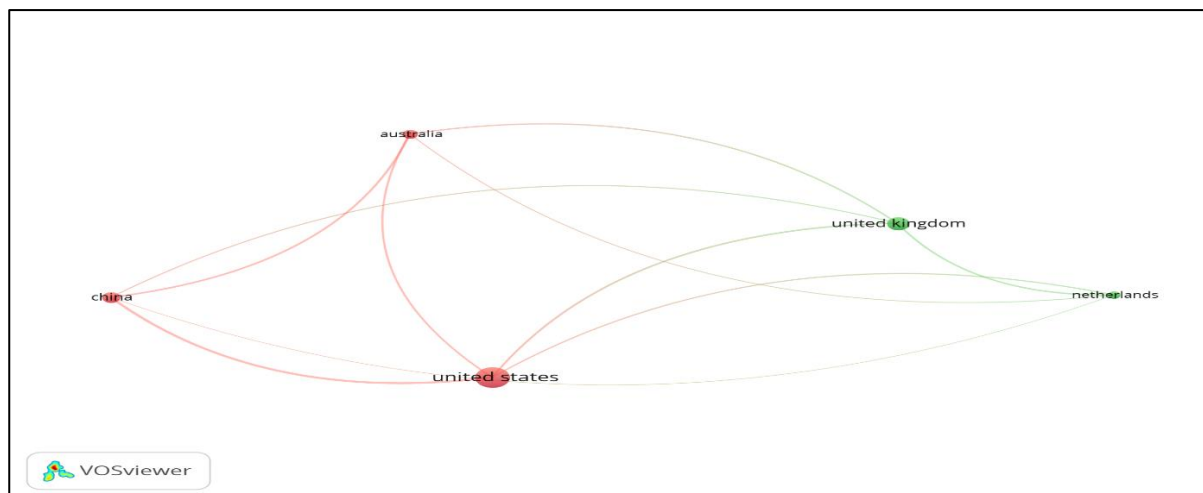 australia
united kingdom
china
netherlands
united states
VOSviewer